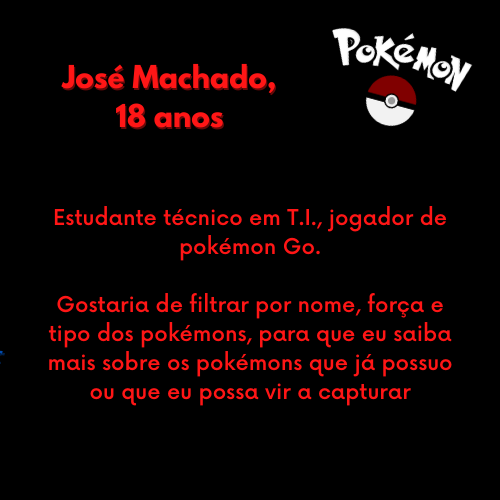 POKéMON
José Machado,
18 anos
Estudante técnico em T.I., jogador de
pokémon Go.
Gostaria de filtrar por nome, força e
tipo dos pokémons, para que eu saiba
mais sobre os pokémons que já possuo
ou que eu possa vir a capturar